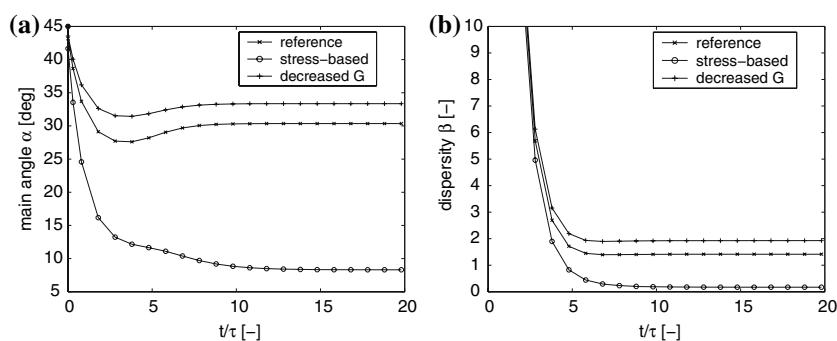 (a)
45
40
35
30
25
20
15
10
5
0
main angle α [deg]
reference
stress-based
decreased G
0
5
10
15
20
t/τ [–]
(b)
10
9
8
7
6
5
4
3
2
1
0
dispersity β [–]
reference
stress-based
decreased G
0
5
10
15
20
t/τ [–]